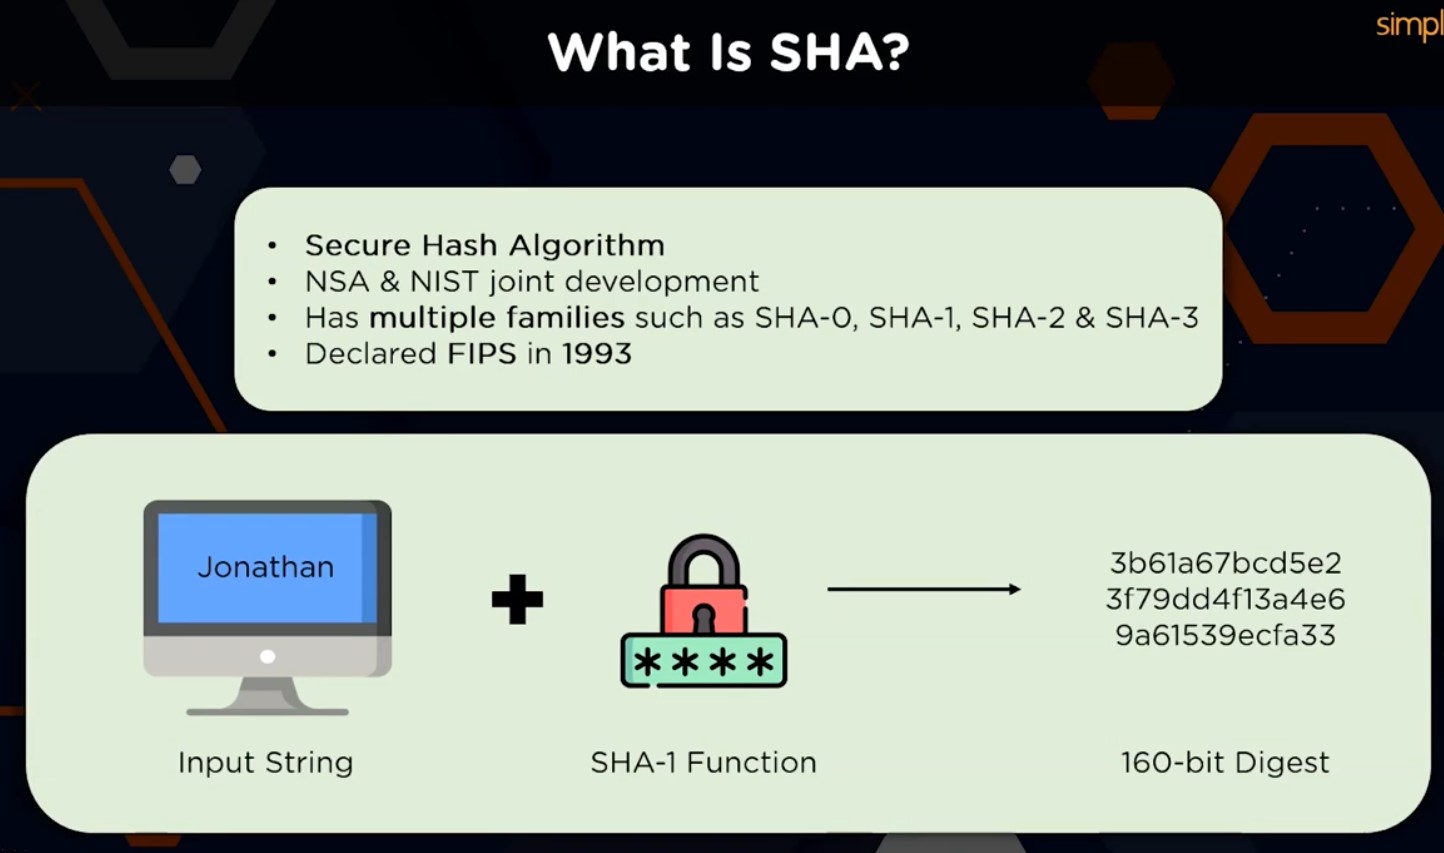 simpl
What Is SHA?
• Secure Hash Algorithm
• NSA & NIST joint development
• Has multiple families such as SHA-0, SHA-1, SHA-2 & SHA-3
• Declared FIPS in 1993
Jonathan
****
3b61a67bcd5e2
3f79dd4f13a4e6
9a61539ecfa33
Input String
SHA-1 Function
160-bit Digest